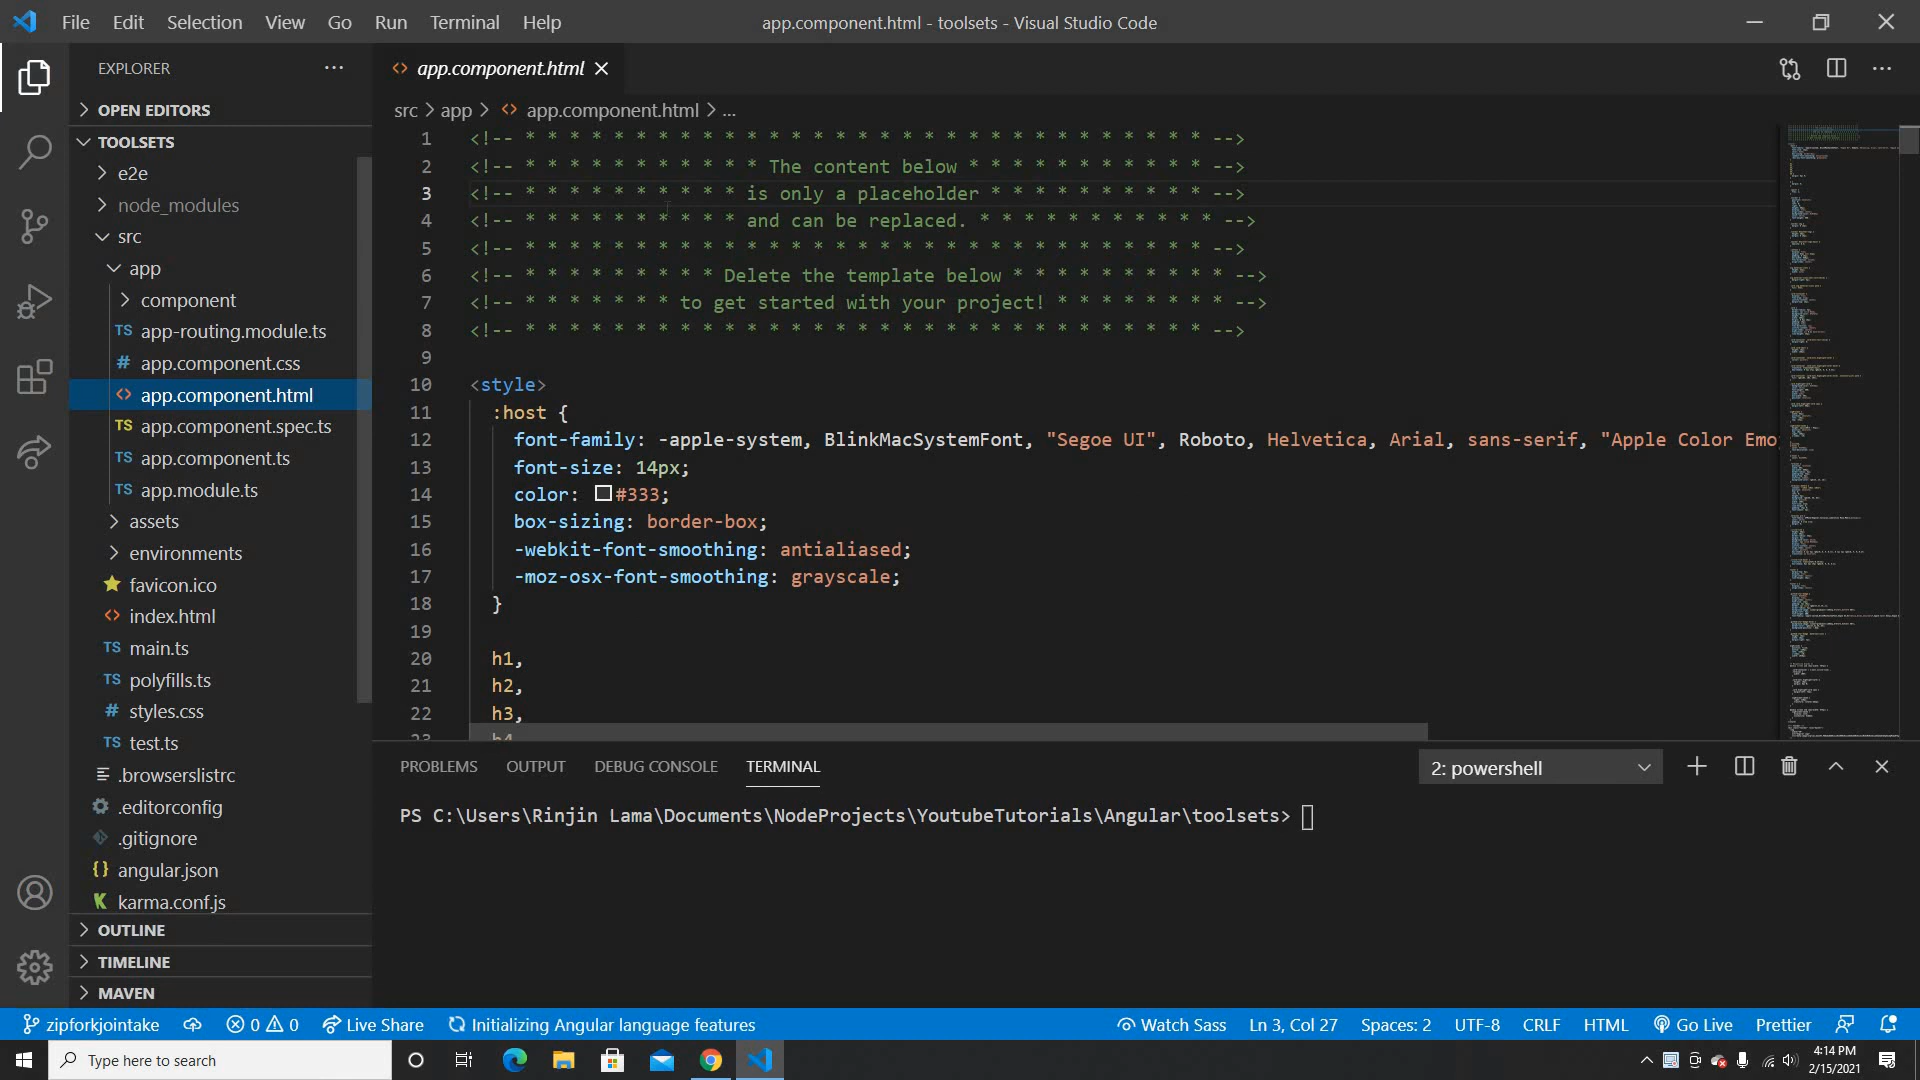 File Edit Selection View Go Run Terminal Help
app.component.html - toolsets - Visual Studio Code
EXPLORER
OPEN EDITORS
TOOLSETS
e2e
node_modules
src
app
component
TS app-routing.module.ts
# app.component.css
<> app.component.html
TS app.component.spec.ts
TS app.component.ts
TS app.module.ts
assets
environments
favicon.ico
<> index.html
TS main.ts
TS polyfills.ts
# styles.css
TS test.ts
.browserslistrc
.editorconfig
.gitignore
{} angular.json
karma.conf.js
OUTLINE
TIMELINE
MAVEN
<> app.component.html
src > app > <> app.component.html > ...
1 <!-- * * * * * * * * * * * * * * * * * * * * * * * * * * * * * * * -->
2 <!-- * * * * * * * * * * * The content below * * * * * * * * * * * -->
3 <!-- * * * * * * * * * * is only a placeholder * * * * * * * * * * -->
4 <!-- * * * * * * * * * * and can be replaced. * * * * * * * * * * * -->
5 <!-- * * * * * * * * * * * * * * * * * * * * * * * * * * * * * * * -->
6 <!-- * * * * * * * * * Delete the template below * * * * * * * * * * -->
7 <!-- * * * * * * * to get started with your project! * * * * * * * * -->
8 <!-- * * * * * * * * * * * * * * * * * * * * * * * * * * * * * * * -->
9
10 <style>
11 :host {
12 font-family: -apple-system, BlinkMacSystemFont, "Segoe UI", Roboto, Helvetica, Arial, sans-serif, "Apple Color Emo
13 font-size: 14px;
14 color: #333;
15 box-sizing: border-box;
16 -webkit-font-smoothing: antialiased;
17 -moz-osx-font-smoothing: grayscale;
18 }
19
20 h1,
21 h2,
22 h3,
23 h4
PROBLEMS OUTPUT DEBUG CONSOLE TERMINAL
2: powershell
PS C:\Users\Rinjin Lama\Documents\NodeProjects\YoutubeTutorials\Angular\toolsets>
zipforkjointake 0 0 Live Share Initializing Angular language features
Watch Sass Ln 3, Col 27 Spaces: 2 UTF-8 CRLF HTML Go Live Prettier
Type here to search
4:14 PM
2/15/2021